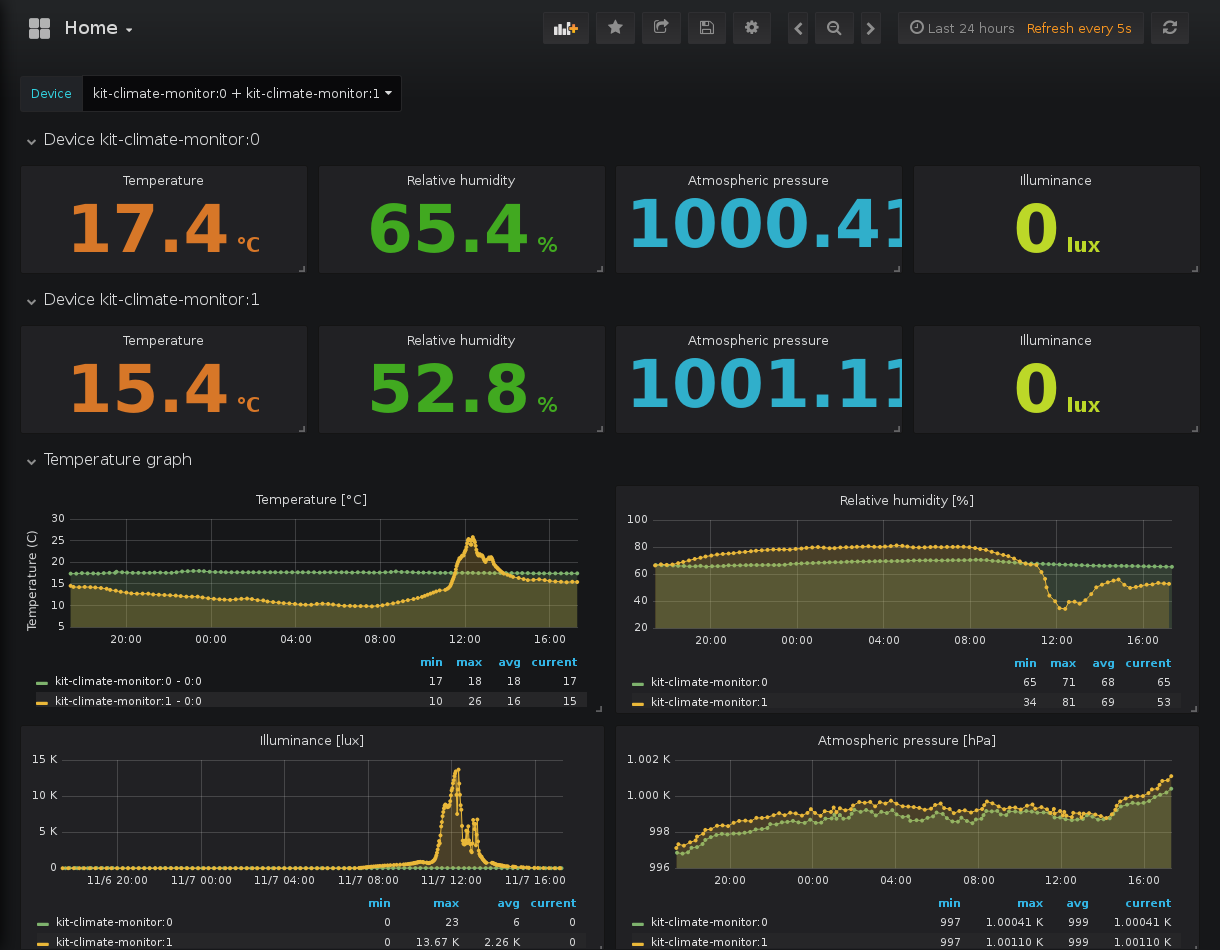 Home
Last 24 hours Refresh every 5s
Device kit-climate-monitor:0 + kit-climate-monitor:1
Device kit-climate-monitor:0
Temperature Relative humidity Atmospheric pressure Illuminance
17.4 °C 65.4 % 1000.41 0 lux
Device kit-climate-monitor:1
Temperature Relative humidity Atmospheric pressure Illuminance
15.4 °C 52.8 % 1001.11 0 lux
Temperature graph
Temperature [°C]
Temperature (C)
30
25
20
15
10
5
20:00 00:00 04:00 08:00 12:00 16:00
min max avg current
kit-climate-monitor:0 - 0:0 17 18 18 17
kit-climate-monitor:1 - 0:0 10 26 16 15
Relative humidity [%]
100
80
60
40
20
20:00 00:00 04:00 08:00 12:00 16:00
min max avg current
kit-climate-monitor:0 65 71 68 65
kit-climate-monitor:1 34 81 69 53
Illuminance [lux]
15 K
10 K
5 K
0
11/6 20:00 11/7 00:00 11/7 04:00 11/7 08:00 11/7 12:00 11/7 16:00
min max avg current
kit-climate-monitor:0 0 23 6 0
kit-climate-monitor:1 0 13.67 K 2.26 K 0
Atmospheric pressure [hPa]
1.002 K
1.000 K
998
996
20:00 00:00 04:00 08:00 12:00 16:00
min max avg current
kit-climate-monitor:0 997 1.00041 K 999 1.00041 K
kit-climate-monitor:1 997 1.00110 K 999 1.00110 K